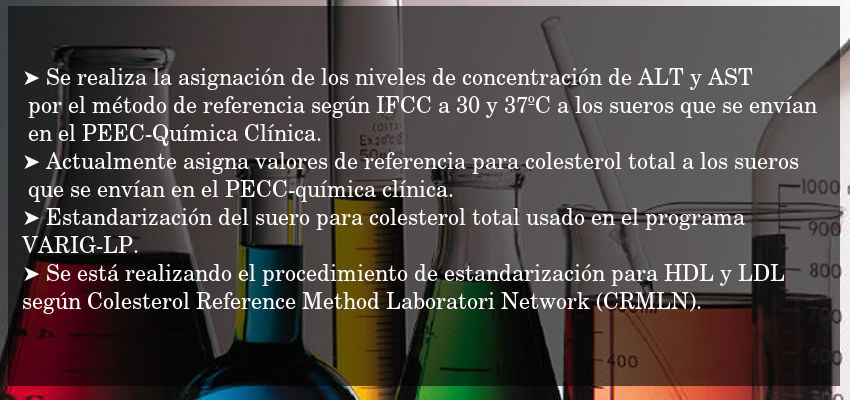 ➤ Se realiza la asignación de los niveles de concentración de ALT y AST
por el método de referencia según IFCC a 30 y 37ºC a los sueros que se envían
en el PEEC-Química Clínica.
➤ Actualmente asigna valores de referencia para colesterol total a los sueros
que se envían en el PECC-química clínica.
➤ Estandarización del suero para colesterol total usado en el programa
VARIG-LP.
➤ Se está realizando el procedimiento de estandarización para HDL y LDL
según Colesterol Reference Method Laboratori Network (CRMLN).
1000
900
800
400